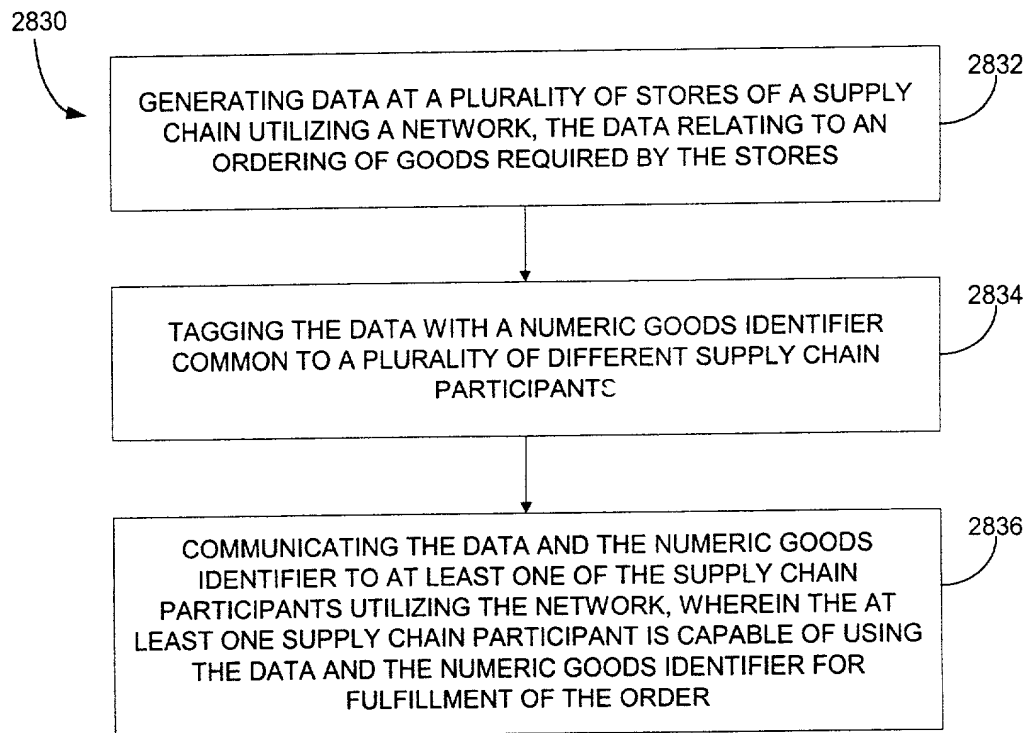 2830
2832
GENERATING DATA AT A PLURALITY OF STORES OF A SUPPLY
CHAIN UTILIZING A NETWORK, THE DATA RELATING TO AN
ORDERING OF GOODS REQUIRED BY THE STORES
2834
TAGGING THE DATA WITH A NUMERIC GOODS IDENTIFIER
COMMON TO A PLURALITY OF DIFFERENT SUPPLY CHAIN
PARTICIPANTS
2836
COMMUNICATING THE DATA AND THE NUMERIC GOODS
IDENTIFIER TO AT LEAST ONE OF THE SUPPLY CHAIN
PARTICIPANTS UTILIZING THE NETWORK, WHEREIN THE AT
LEAST ONE SUPPLY CHAIN PARTICIPANT IS CAPABLE OF USING
THE DATA AND THE NUMERIC GOODS IDENTIFIER FOR
FULFILLMENT OF THE ORDER